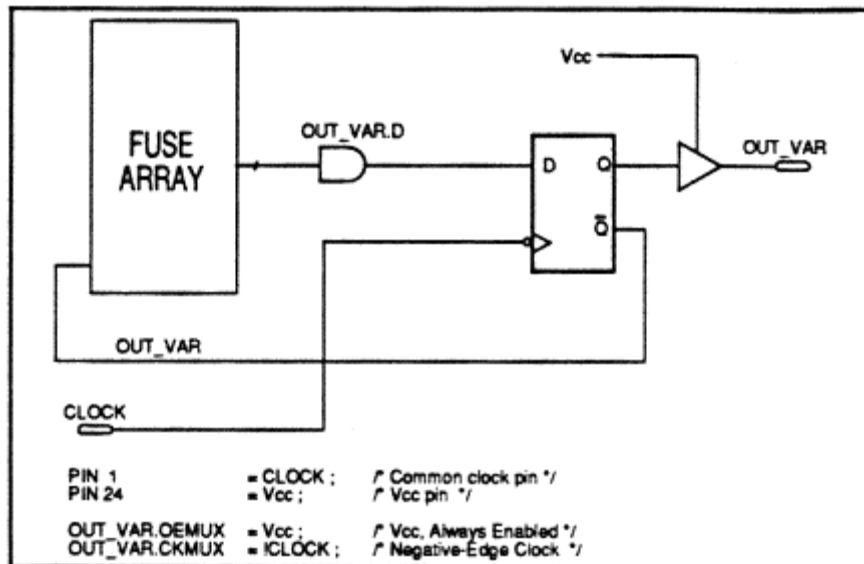 Vcc
FUSE
ARRAY
OUT_VAR.D
D
Q
OUT_VAR
Q̅
OUT_VAR
CLOCK
PIN 1 = CLOCK ; /* Common clock pin */
PIN 24 = Vcc ; /* Vcc pin */
OUT_VAR.OEMUX = Vcc ; /* Vcc, Always Enabled */
OUT_VAR.CKMUX = !CLOCK ; /* Negative-Edge Clock */